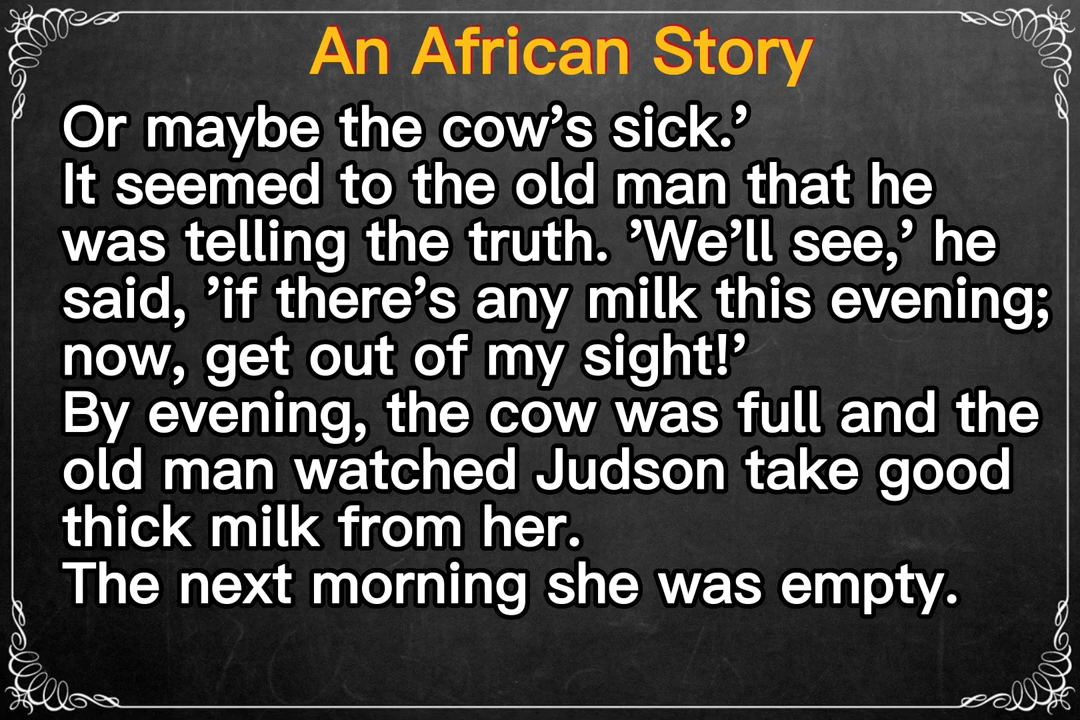 An African Story
Or maybe the cow’s sick.’
It seemed to the old man that he
was telling the truth. ’We’ll see,’ he
said, ’if there’s any milk this evening;
now, get out of my sight!’
By evening, the cow was full and the
old man watched Judson take good
thick milk from her.
The next morning she was empty.